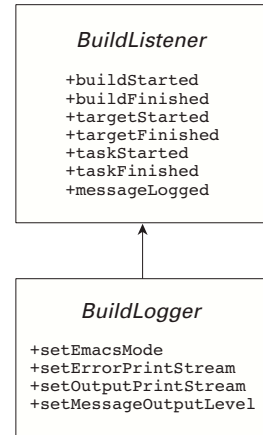 BuildListener
+buildStarted
+buildFinished
+targetStarted
+targetFinished
+taskStarted
+taskFinished
+messageLogged
BuildLogger
+setEmacsMode
+setErrorPrintStream
+setOutputPrintStream
+setMessageOutputLevel